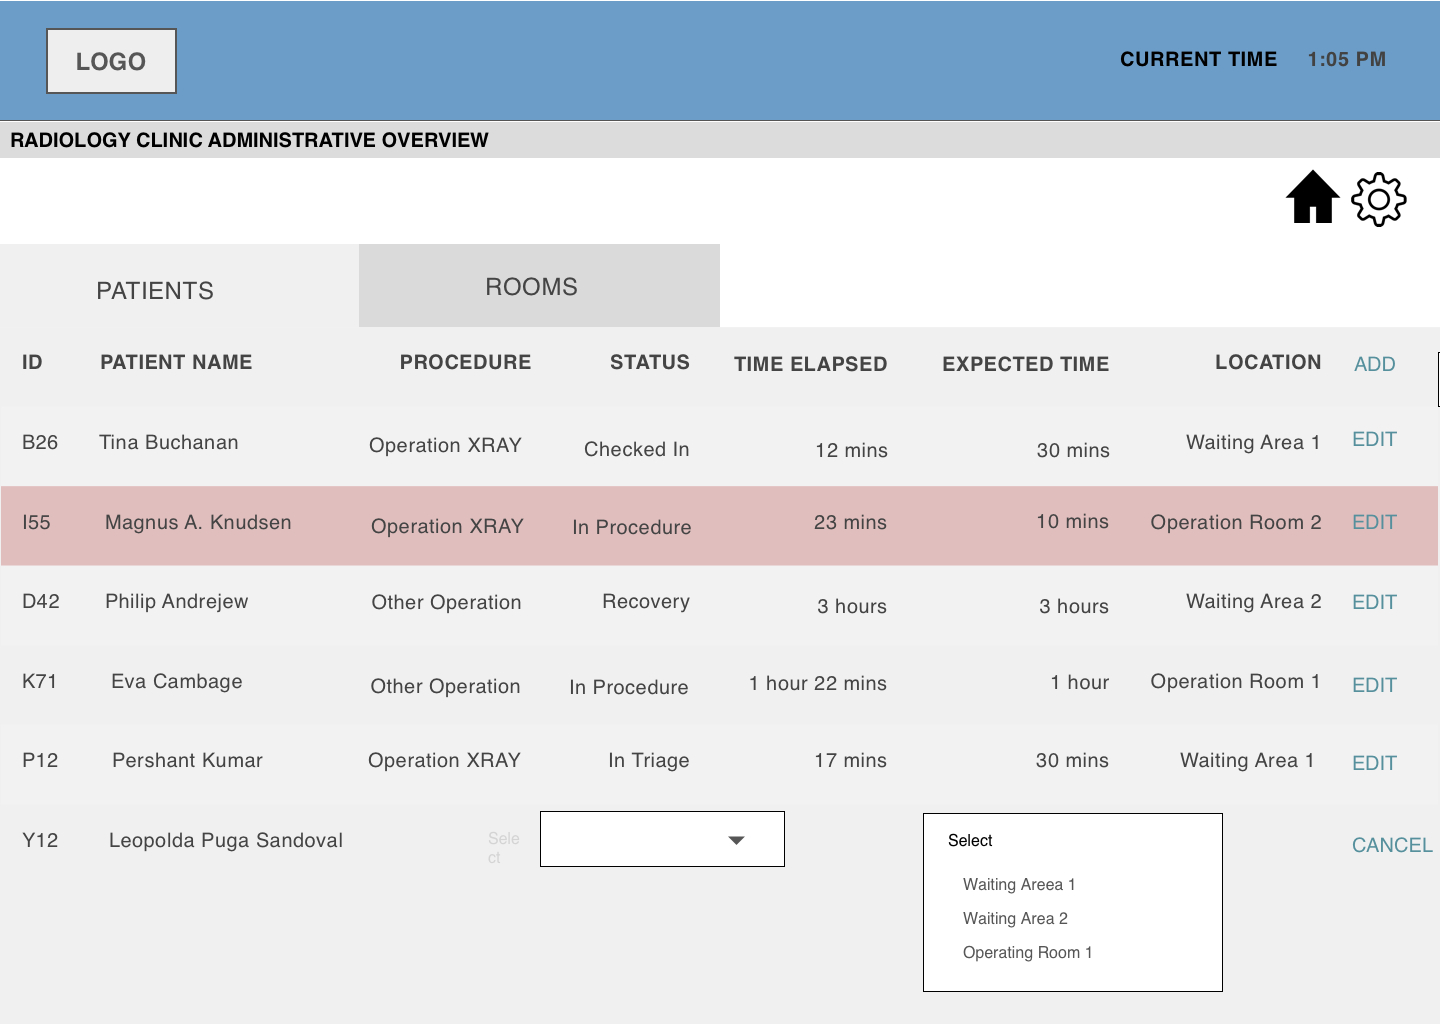 LOGO
CURRENT TIME 1:05 PM
RADIOLOGY CLINIC ADMINISTRATIVE OVERVIEW
PATIENTS ROOMS
ID PATIENT NAME PROCEDURE STATUS TIME ELAPSED EXPECTED TIME LOCATION ADD
B26 Tina Buchanan Operation XRAY Checked In 12 mins 30 mins Waiting Area 1 EDIT
I55 Magnus A. Knudsen Operation XRAY In Procedure 23 mins 10 mins Operation Room 2 EDIT
D42 Philip Andrejew Other Operation Recovery 3 hours 3 hours Waiting Area 2 EDIT
K71 Eva Cambage Other Operation In Procedure 1 hour 22 mins 1 hour Operation Room 1 EDIT
P12 Pershant Kumar Operation XRAY In Triage 17 mins 30 mins Waiting Area 1 EDIT
Y12 Leopolda Puga Sandoval Sele Select CANCEL
ct
Waiting Areea 1
Waiting Area 2
Operating Room 1